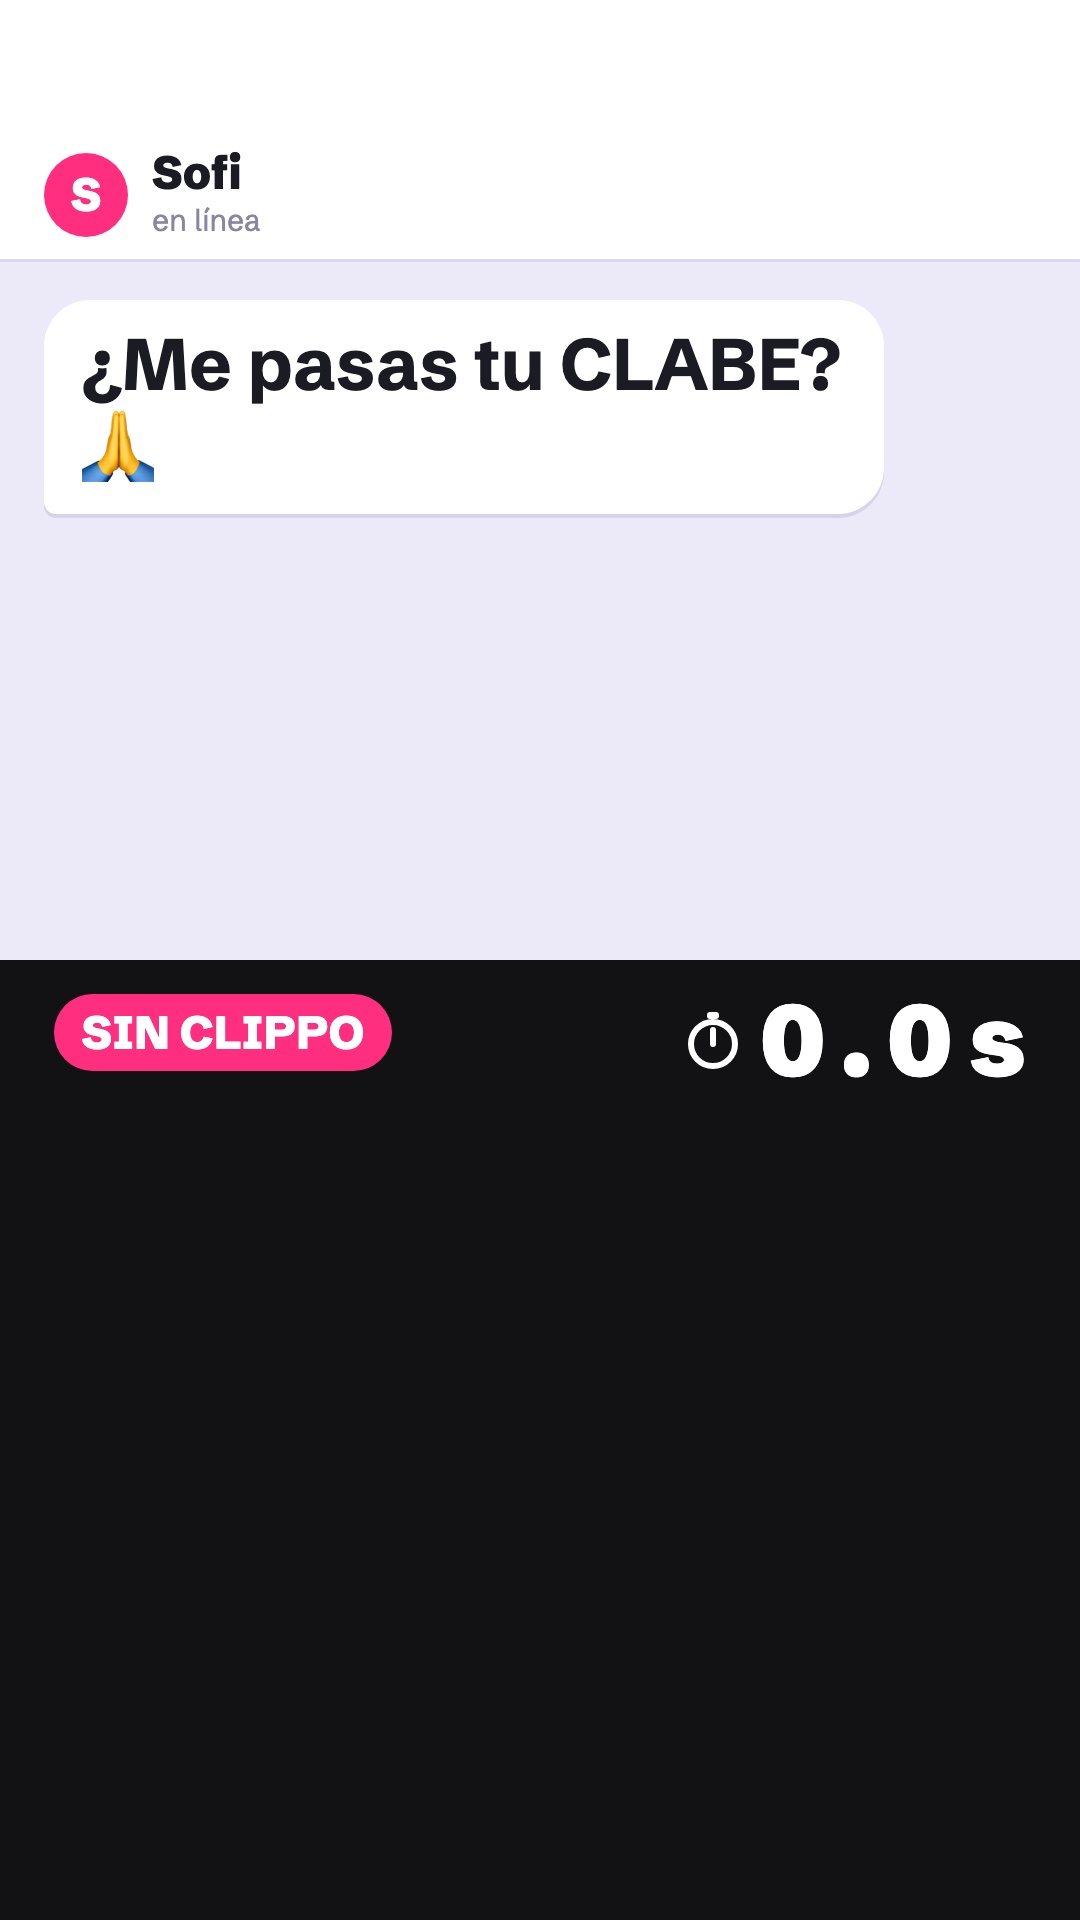 S
Sofi
en línea
¿Me pasas tu CLABE?
🙏
SIN CLIPPO
0.0s